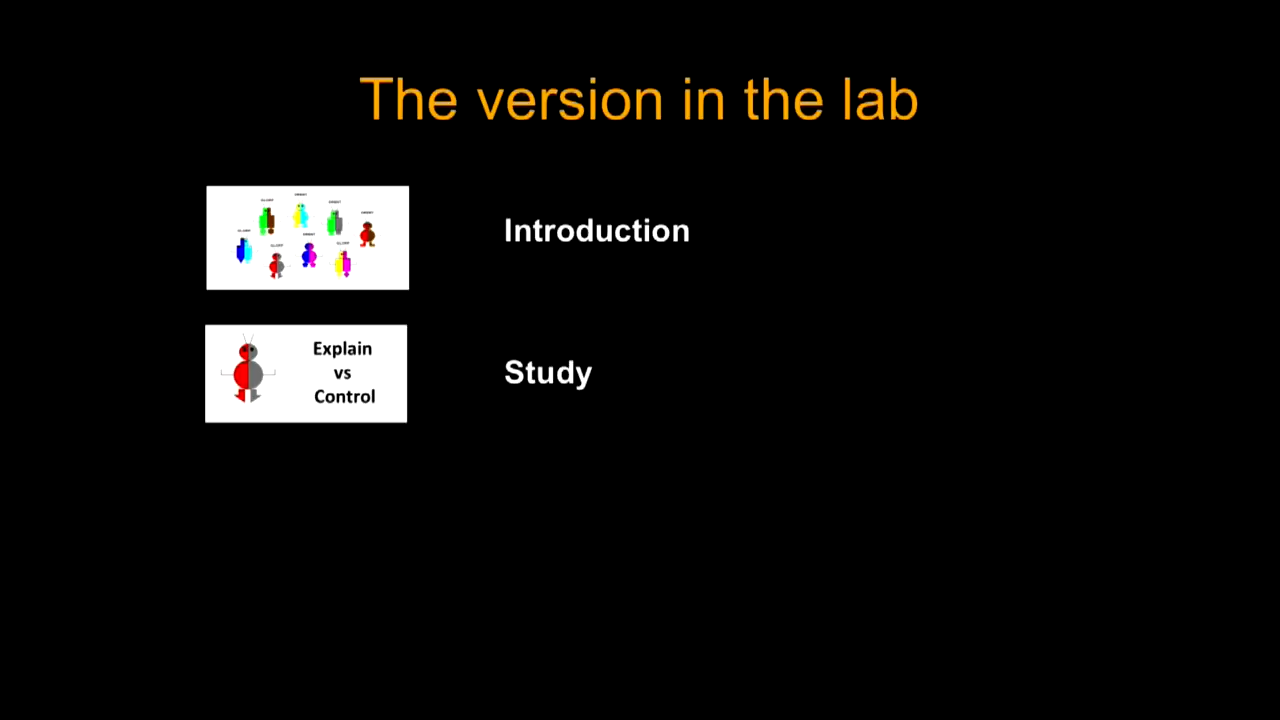 The version in the lab
Introduction
Explain
vs
Control
Study